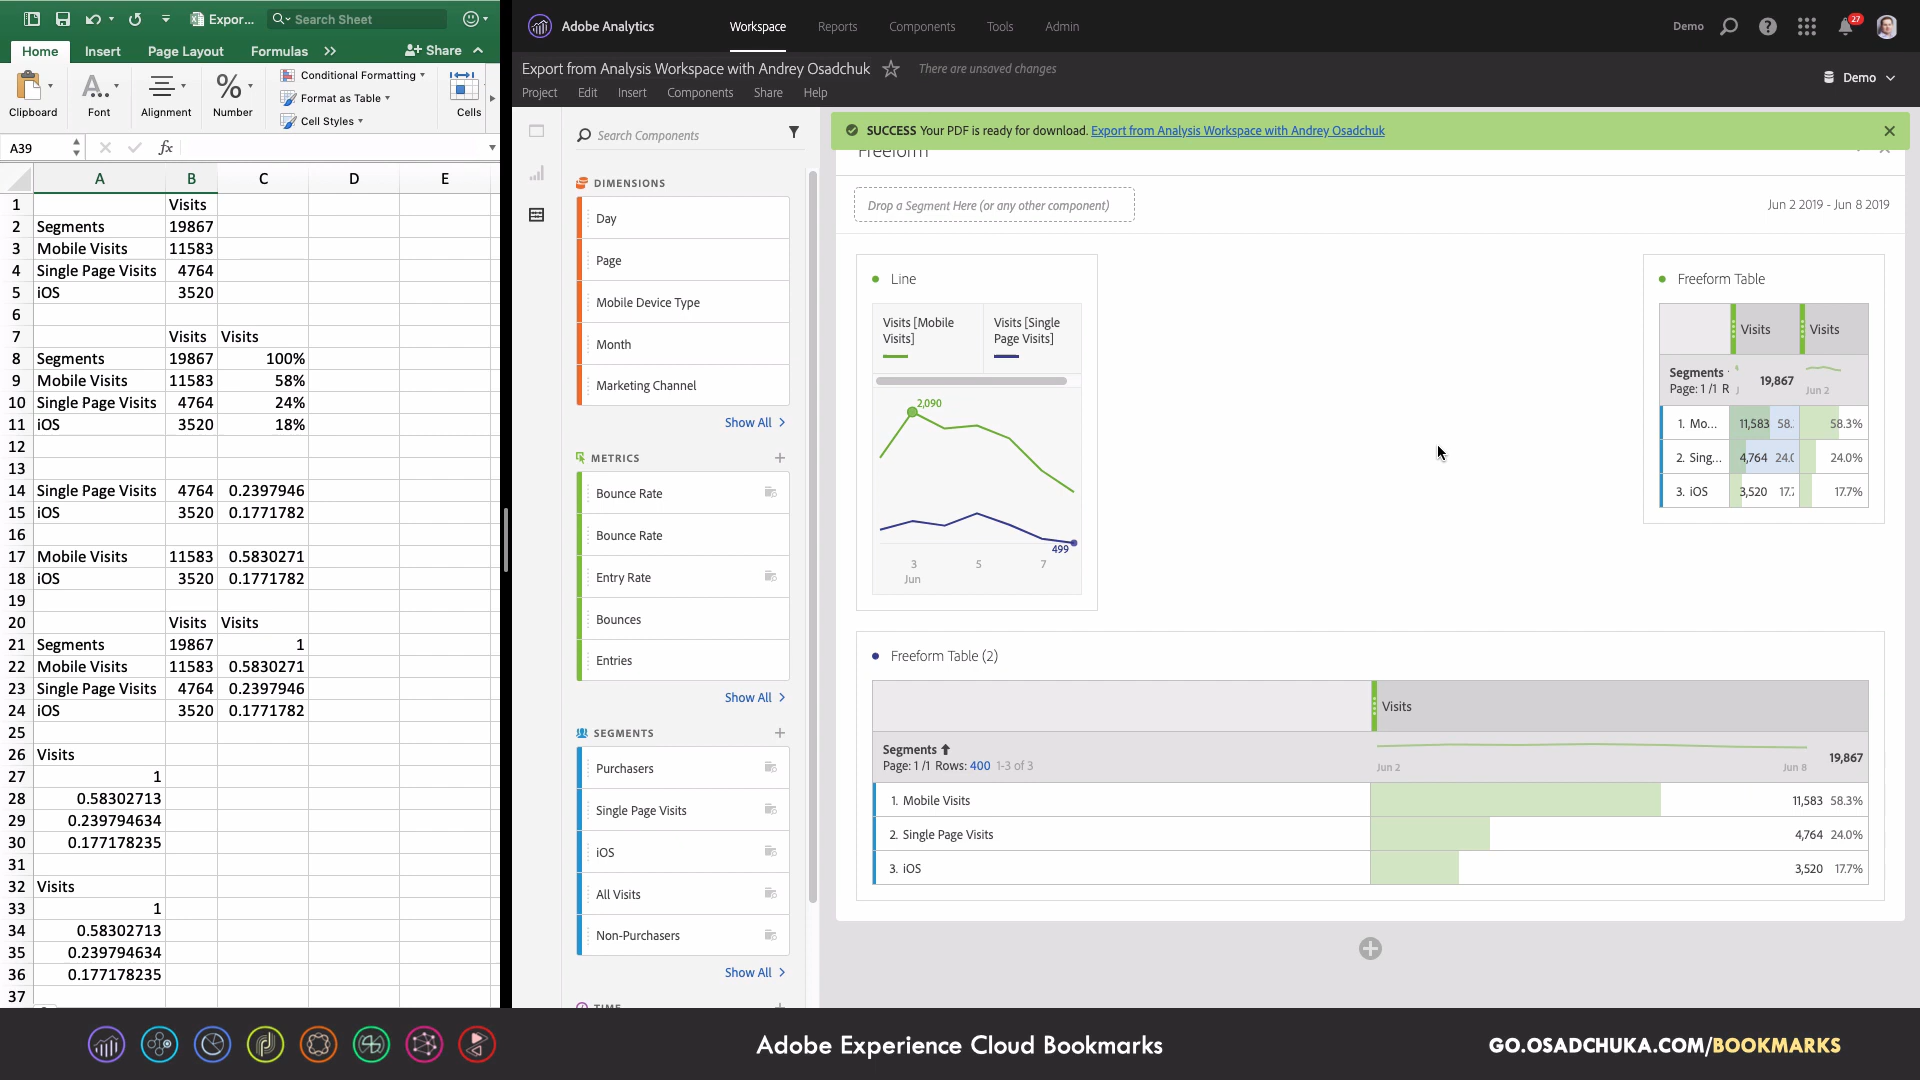 Expor...
Search Sheet
Home Insert Page Layout Formulas Share
Clipboard
Font
Alignment
Number
Conditional Formatting
Format as Table
Cell Styles
Cells
A39
fx
A B C D E
1 Visits
2 Segments 19867
3 Mobile Visits 11583
4 Single Page Visits 4764
5 iOS 3520
6
7 Visits Visits
8 Segments 19867 100%
9 Mobile Visits 11583 58%
10 Single Page Visits 4764 24%
11 iOS 3520 18%
12
13
14 Single Page Visits 4764 0.2397946
15 iOS 3520 0.1771782
16
17 Mobile Visits 11583 0.5830271
18 iOS 3520 0.1771782
19
20 Visits Visits
21 Segments 19867 1
22 Mobile Visits 11583 0.5830271
23 Single Page Visits 4764 0.2397946
24 iOS 3520 0.1771782
25
26 Visits
27 1
28 0.58302713
29 0.239794634
30 0.177178235
31
32 Visits
33 1
34 0.58302713
35 0.239794634
36 0.177178235
37
Adobe Analytics
Workspace Reports Components Tools Admin
Demo
27
Export from Analysis Workspace with Andrey Osadchuk
There are unsaved changes
Demo
Project Edit Insert Components Share Help
Search Components
DIMENSIONS
Day
Page
Mobile Device Type
Month
Marketing Channel
Show All
METRICS
Bounce Rate
Bounce Rate
Entry Rate
Bounces
Entries
Show All
SEGMENTS
Purchasers
Single Page Visits
iOS
All Visits
Non-Purchasers
Show All
TIME
SUCCESS Your PDF is ready for download. Export from Analysis Workspace with Andrey Osadchuk
Freeform
Drop a Segment Here (or any other component)
Jun 2 2019 - Jun 8 2019
Line
Visits [Mobile
Visits]
Visits [Single
Page Visits]
2,090
499
3 5 7
Jun
Freeform Table
Visits Visits
Segments
Page: 1 /1 R
19,867
Jun 2
1. Mo... 11,583 58. 58.3%
2. Sing... 4,764 24.0%
3. iOS 3,520 17. 17.7%
Freeform Table (2)
Visits
Segments
Page: 1 /1 Rows: 400 1-3 of 3
Jun 2 Jun 8
19,867
1. Mobile Visits 11,583 58.3%
2. Single Page Visits 4,764 24.0%
3. iOS 3,520 17.7%
Adobe Experience Cloud Bookmarks
GO.OSADCHUKA.COM/BOOKMARKS